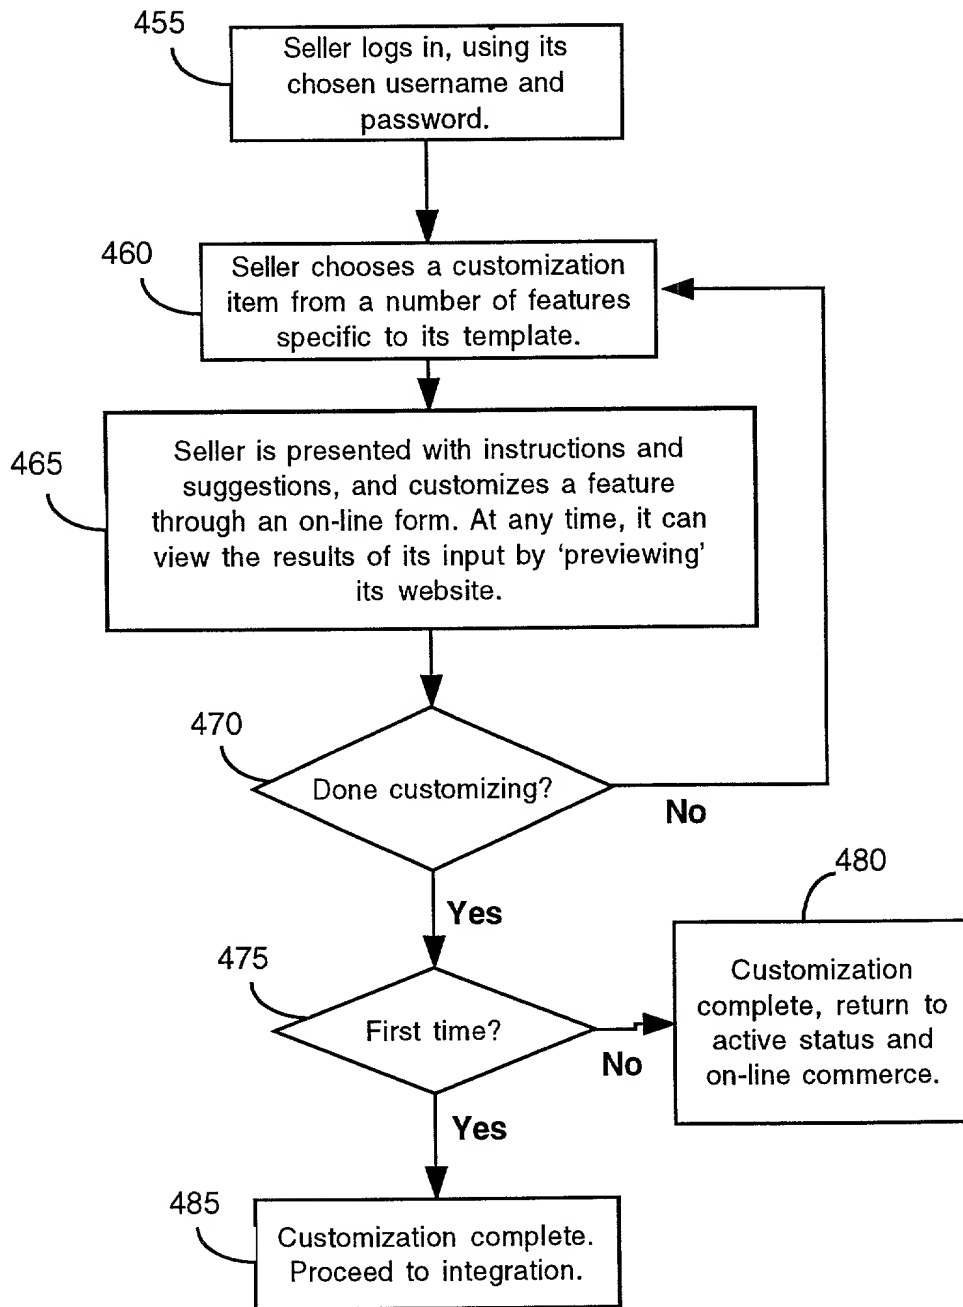 455
Seller logs in, using its
chosen username and
password.
460
Seller chooses a customization
item from a number of features
specific to its template.
465
Seller is presented with instructions and
suggestions, and customizes a feature
through an on-line form. At any time, it can
view the results of its input by ‘previewing’
its website.
470
Done customizing?
No
Yes
480
475
First time?
No
Customization
complete, return to
active status and
on-line commerce.
Yes
485
Customization complete.
Proceed to integration.